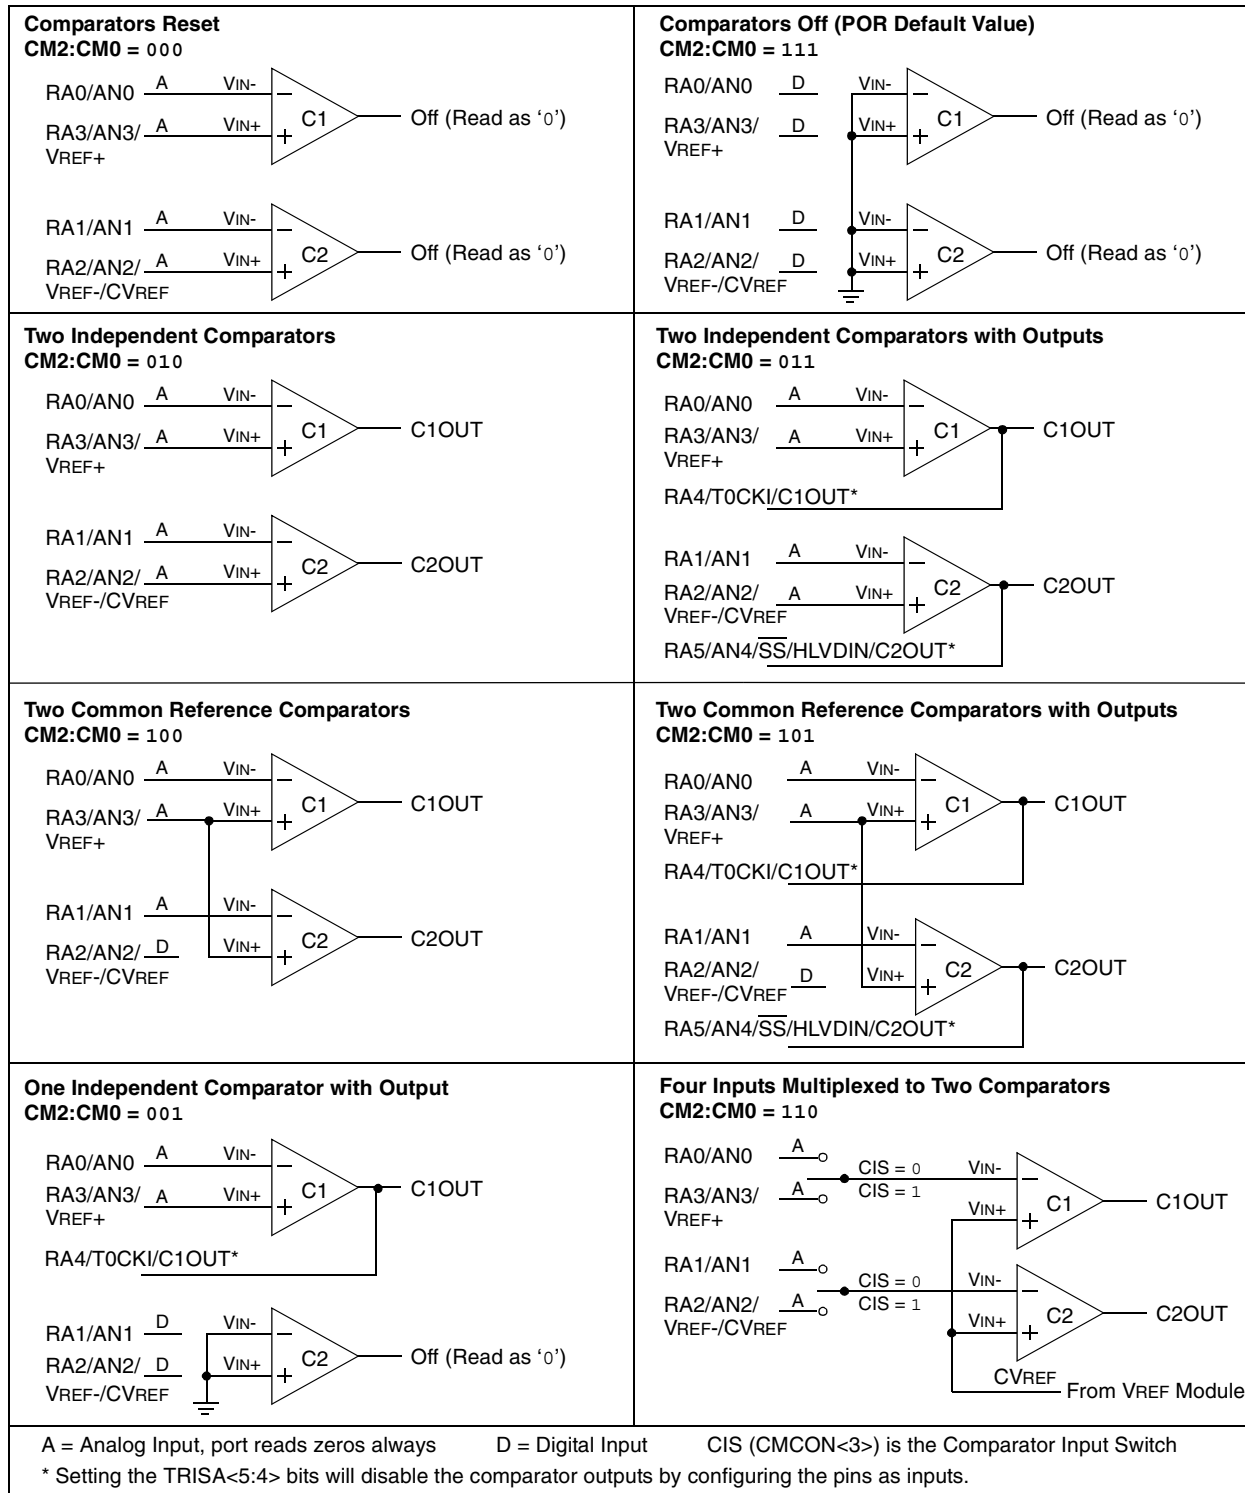 Comparators Reset
CM2:CM0 = 000
RA0/AN0 A VIN-
RA3/AN3/ A VIN+
VREF+
C1
Off (Read as ‘0’)
RA1/AN1 A VIN-
RA2/AN2/ A VIN+
VREF-/CVREF
C2
Off (Read as ‘0’)
Comparators Off (POR Default Value)
CM2:CM0 = 111
RA0/AN0 D VIN-
RA3/AN3/ D VIN+
VREF+
C1
Off (Read as ‘0’)
RA1/AN1 D VIN-
RA2/AN2/ D VIN+
VREF-/CVREF
C2
Off (Read as ‘0’)
Two Independent Comparators
CM2:CM0 = 010
RA0/AN0 A VIN-
RA3/AN3/ A VIN+
VREF+
C1
C1OUT
RA1/AN1 A VIN-
RA2/AN2/ A VIN+
VREF-/CVREF
C2
C2OUT
Two Independent Comparators with Outputs
CM2:CM0 = 011
RA0/AN0 A VIN-
RA3/AN3/ A VIN+
VREF+
C1
C1OUT
RA4/T0CKI/C1OUT*
RA1/AN1 A VIN-
RA2/AN2/ A VIN+
VREF-/CVREF
C2
C2OUT
RA5/AN4/SS/HLVDIN/C2OUT*
Two Common Reference Comparators
CM2:CM0 = 100
RA0/AN0 A VIN-
RA3/AN3/ A VIN+
VREF+
C1
C1OUT
RA1/AN1 A VIN-
RA2/AN2/ D VIN+
VREF-/CVREF
C2
C2OUT
Two Common Reference Comparators with Outputs
CM2:CM0 = 101
RA0/AN0 A VIN-
RA3/AN3/ A VIN+
VREF+
C1
C1OUT
RA4/T0CKI/C1OUT*
RA1/AN1 A VIN-
RA2/AN2/ D VIN+
VREF-/CVREF
C2
C2OUT
RA5/AN4/SS/HLVDIN/C2OUT*
One Independent Comparator with Output
CM2:CM0 = 001
RA0/AN0 A VIN-
RA3/AN3/ A VIN+
VREF+
C1
C1OUT
RA4/T0CKI/C1OUT*
RA1/AN1 D VIN-
RA2/AN2/ D VIN+
VREF-/CVREF
C2
Off (Read as ‘0’)
Four Inputs Multiplexed to Two Comparators
CM2:CM0 = 110
RA0/AN0 A CIS = 0 VIN-
RA3/AN3/ A CIS = 1 VIN+
VREF+
C1
C1OUT
RA1/AN1 A CIS = 0 VIN-
RA2/AN2/ A CIS = 1 VIN+
VREF-/CVREF
C2
C2OUT
CVREF
From VREF Module
A = Analog Input, port reads zeros always D = Digital Input CIS (CMCON<3>) is the Comparator Input Switch
* Setting the TRISA<5:4> bits will disable the comparator outputs by configuring the pins as inputs.